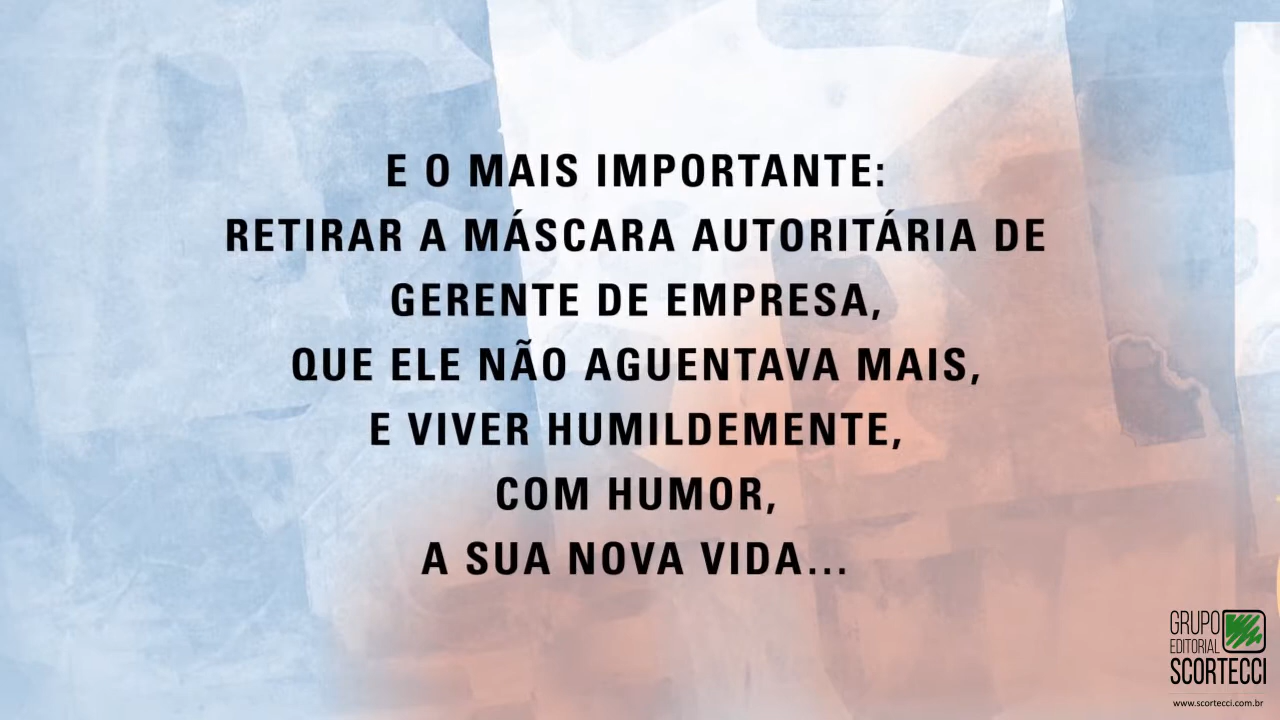 E O MAIS IMPORTANTE:
RETIRAR A MÁSCARA AUTORITÁRIA DE
GERENTE DE EMPRESA,
QUE ELE NÃO AGUENTAVA MAIS,
E VIVER HUMILDEMENTE,
COM HUMOR,
A SUA NOVA VIDA...
GRUPO
EDITORIAL
SCORTECCI
www.scortecci.com.br